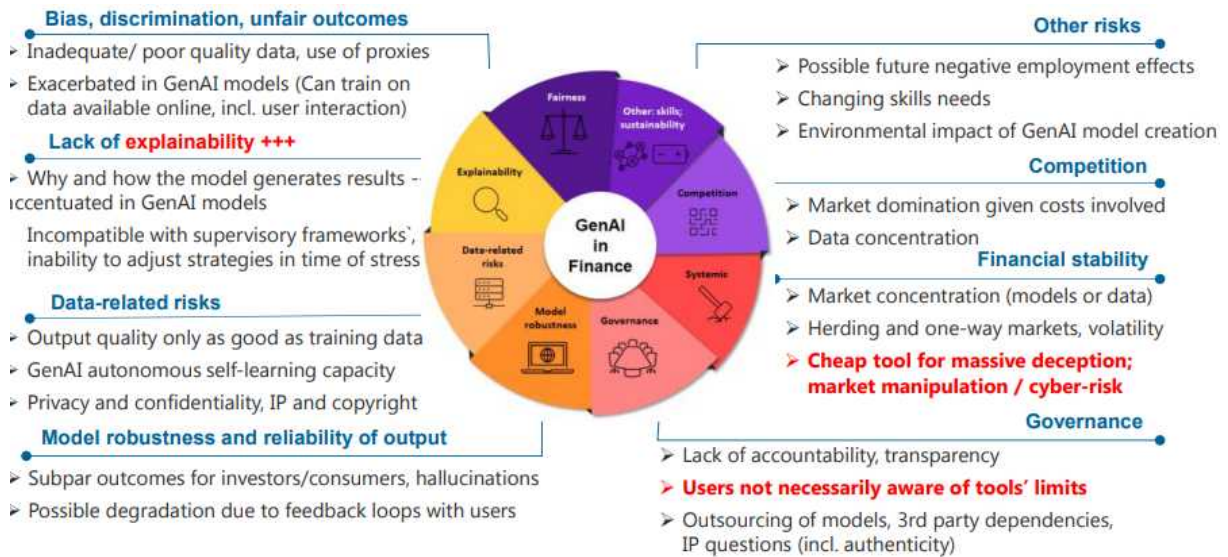 Bias, discrimination, unfair outcomes
➢ Inadequate/ poor quality data, use of proxies
➢ Exacerbated in GenAI models (Can train on
data available online, incl. user interaction)
Lack of explainability +++
➢ Why and how the model generates results -
ccentuated in GenAI models
Incompatible with supervisory frameworks`,
inability to adjust strategies in time of stress
Data-related risks
➢ Output quality only as good as training data
➢ GenAI autonomous self-learning capacity
➢ Privacy and confidentiality, IP and copyright
Model robustness and reliability of output
➢ Subpar outcomes for investors/consumers, hallucinations
➢ Possible degradation due to feedback loops with users
Fairness
Other: skills;
sustainability
Explainability
Competition
GenAI
in
Finance
Data-related
risks
Systemic
Model
robustness
Governance
Other risks
➢ Possible future negative employment effects
➢ Changing skills needs
➢ Environmental impact of GenAI model creation
Competition
➢ Market domination given costs involved
➢ Data concentration
Financial stability
➢ Market concentration (models or data)
➢ Herding and one-way markets, volatility
➢ Cheap tool for massive deception;
market manipulation / cyber-risk
Governance
➢ Lack of accountability, transparency
➢ Users not necessarily aware of tools’ limits
➢ Outsourcing of models, 3rd party dependencies,
IP questions (incl. authenticity)